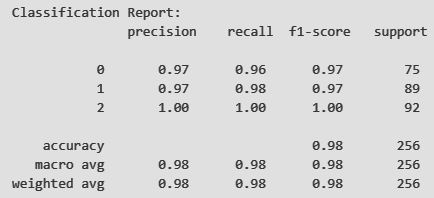 Classification Report:
precision recall f1-score support
0 0.97 0.96 0.97 75
1 0.97 0.98 0.97 89
2 1.00 1.00 1.00 92
accuracy 0.98 256
macro avg 0.98 0.98 0.98 256
weighted avg 0.98 0.98 0.98 256